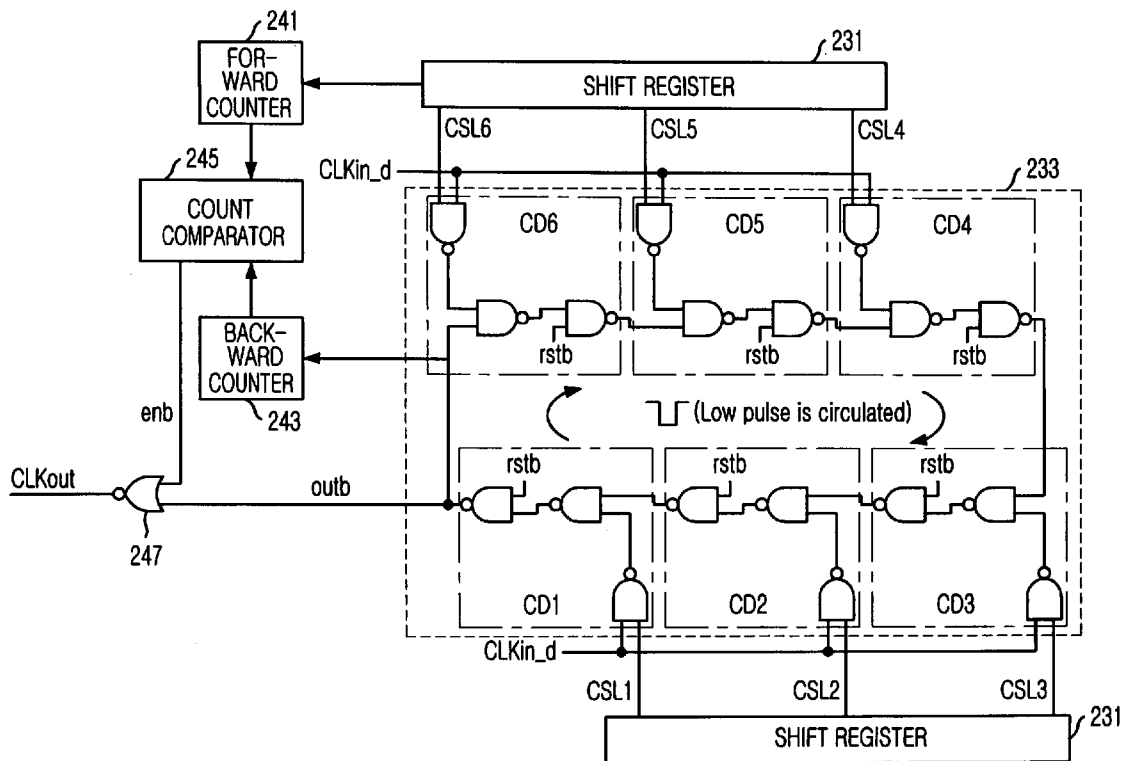 241
FOR-
WARD
COUNTER
231
SHIFT REGISTER
CSL6
CSL5
CSL4
245
COUNT
COMPARATOR
CLKin_d
233
CD6
CD5
CD4
rstb
rstb
rstb
BACK-
WARD
COUNTER
243
enb
(Low pulse is circulated)
CLKout
247
outb
rstb
rstb
rstb
CD1
CD2
CD3
CLKin_d
CSL1
CSL2
CSL3
231
SHIFT REGISTER